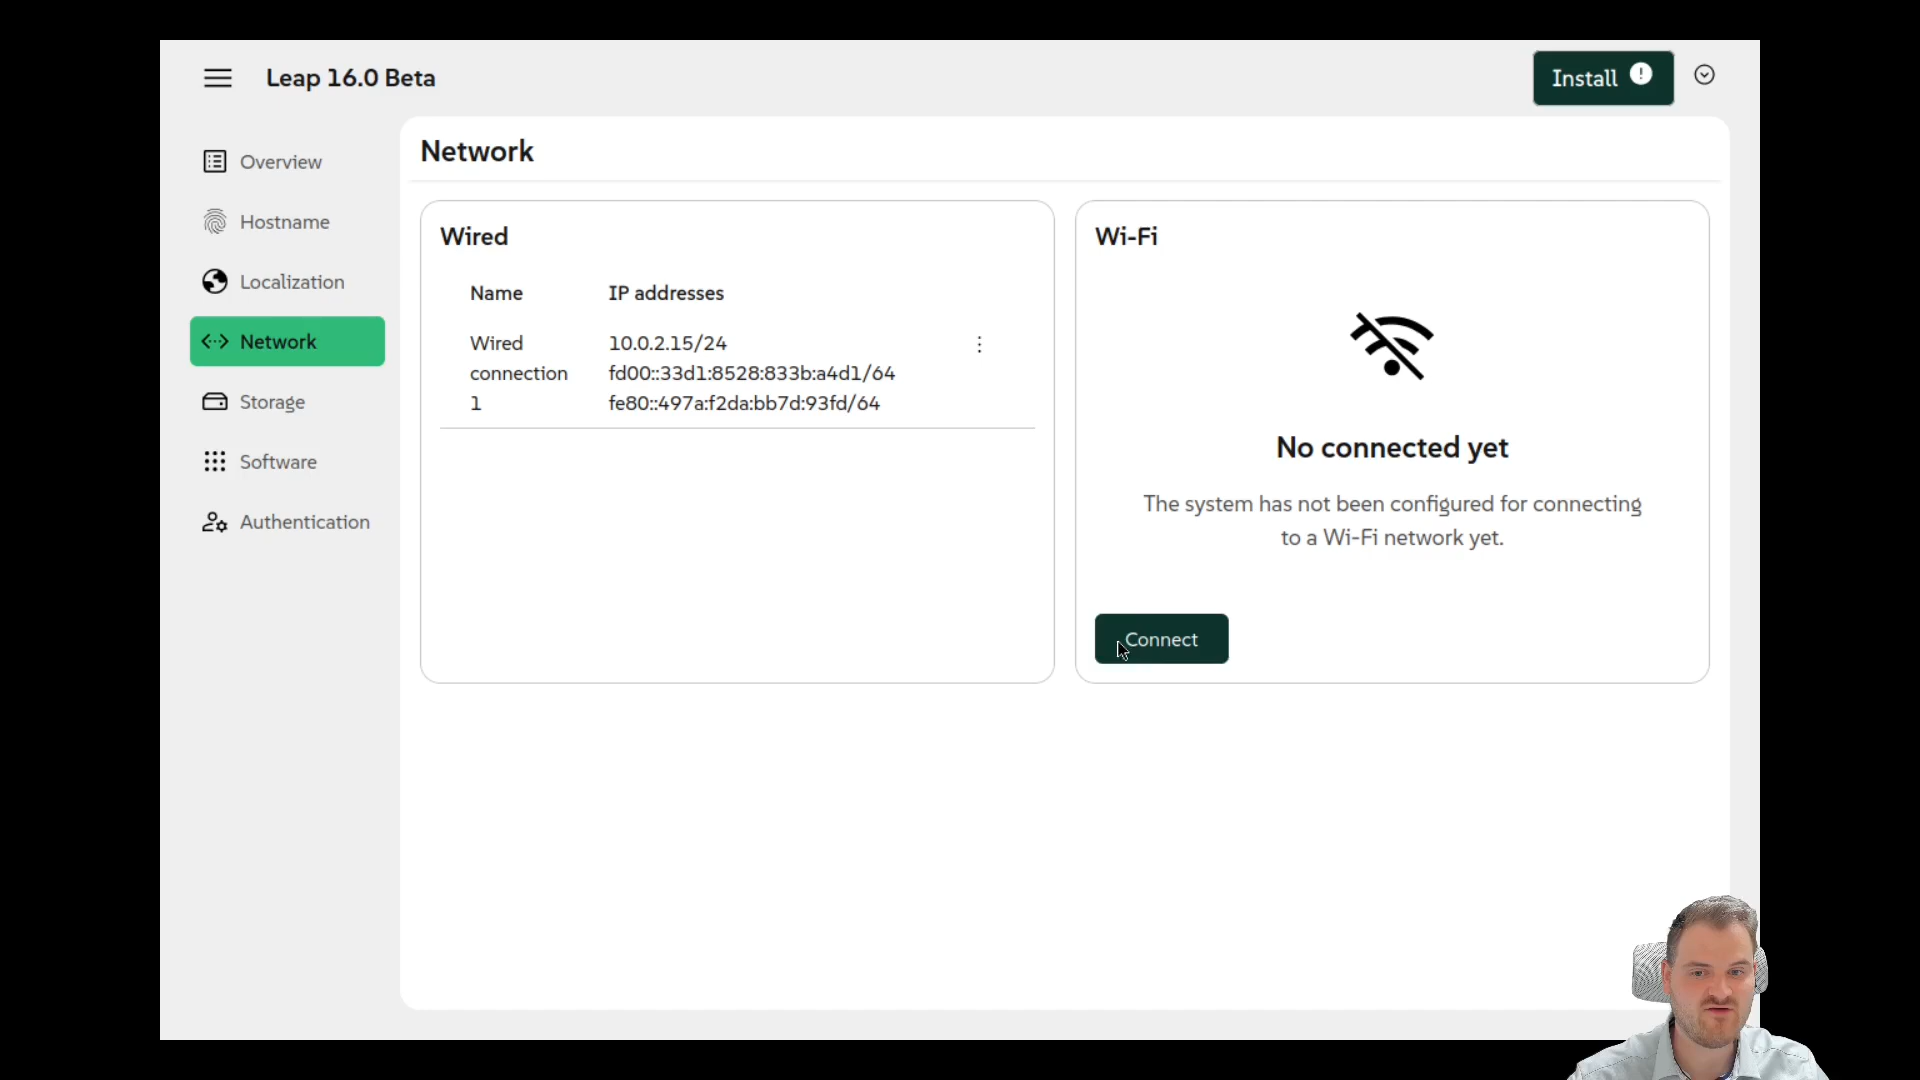 Leap 16.0 Beta
Install
Overview
Hostname
Localization
Network
Storage
Software
Authentication
Network
Wired
Name IP addresses
Wired 10.0.2.15/24
connection fd00::33d1:8528:833b:a4d1/64
1 fe80::497a:f2da:bb7d:93fd/64
Wi-Fi
No connected yet
The system has not been configured for connecting
to a Wi-Fi network yet.
Connect